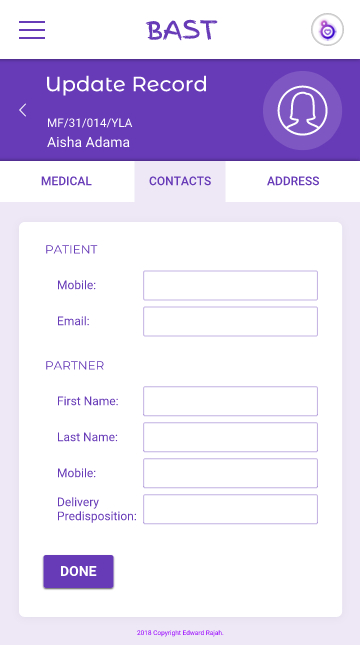 BAST
Update Record
MF/31/014/YLA
Aisha Adama
MEDICAL
CONTACTS
ADDRESS
PATIENT
Mobile:
Email:
PARTNER
First Name:
Last Name:
Mobile:
Delivery
Predisposition:
DONE
2018 Copyright Edward Rajah.